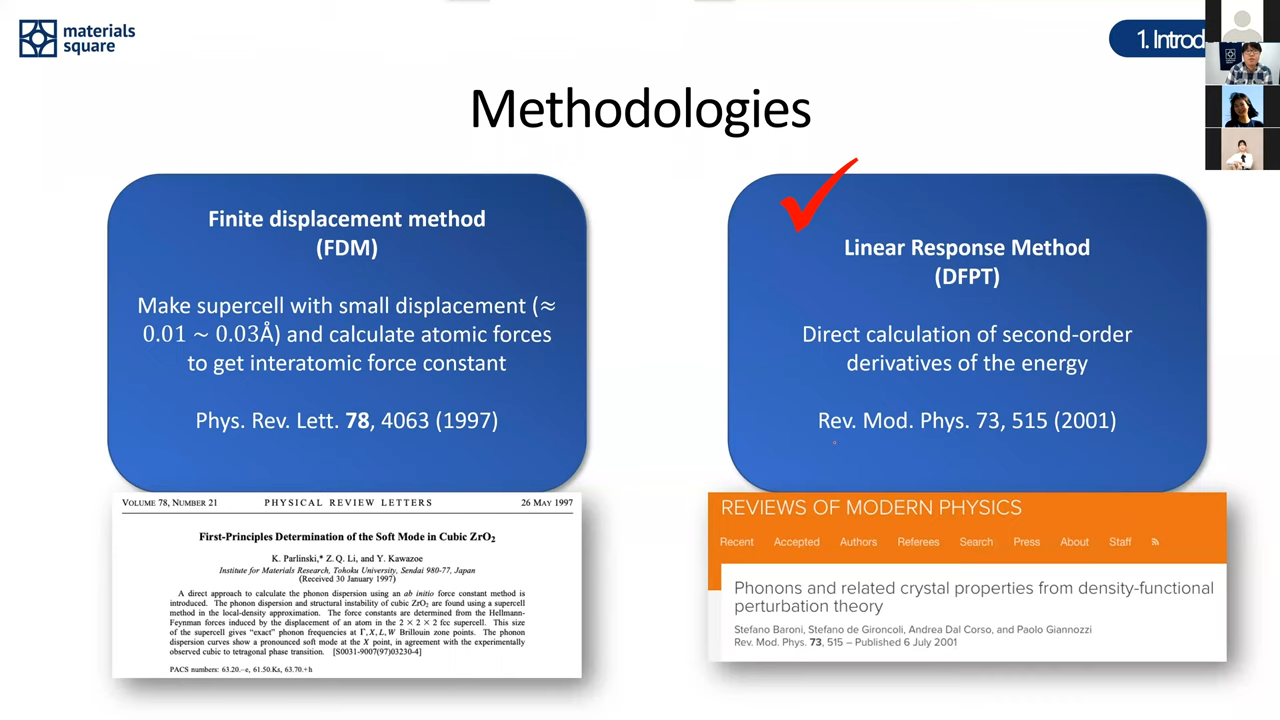 materials
square
1. Introd
Methodologies
Finite displacement method
(FDM)
Make supercell with small displacement (≈
0.01 ~ 0.03Å) and calculate atomic forces
to get interatomic force constant
Phys. Rev. Lett. 78, 4063 (1997)
Linear Response Method
(DFPT)
Direct calculation of second-order
derivatives of the energy
Rev. Mod. Phys. 73, 515 (2001)
VOLUME 78, NUMBER 21 PHYSICAL REVIEW LETTERS 26 MAY 1997
First-Principles Determination of the Soft Mode in Cubic ZrO₂
K. Parlinski,* Z. Q. Li, and Y. Kawazoe
Institute for Materials Research, Tohoku University, Sendai 980-77, Japan
(Received 30 January 1997)
A direct approach to calculate the phonon dispersion using an ab initio force constant method is
introduced. The phonon dispersion and structural instability of cubic ZrO₂ are found using a supercell
method in the local-density approximation. The force constants are determined from the Hellmann-
Feynman forces induced by the displacement of an atom in the 2 × 2 × 2 fcc supercell. This size
of the supercell gives “exact” phonon frequencies at Γ, X, L, W Brillouin zone points. The phonon
dispersion curves show a pronounced soft mode at the X point, in agreement with the experimentally
observed cubic to tetragonal phase transition. [S0031-9007(97)03230-4]
PACS numbers: 63.20.–e, 61.50.Ks, 63.70.+h
REVIEWS OF MODERN PHYSICS
Recent Accepted Authors Referees Search Press About Staff
Phonons and related crystal properties from density-functional
perturbation theory
Stefano Baroni, Stefano de Gironcoli, Andrea Dal Corso, and Paolo Giannozzi
Rev. Mod. Phys. 73, 515 – Published 6 July 2001